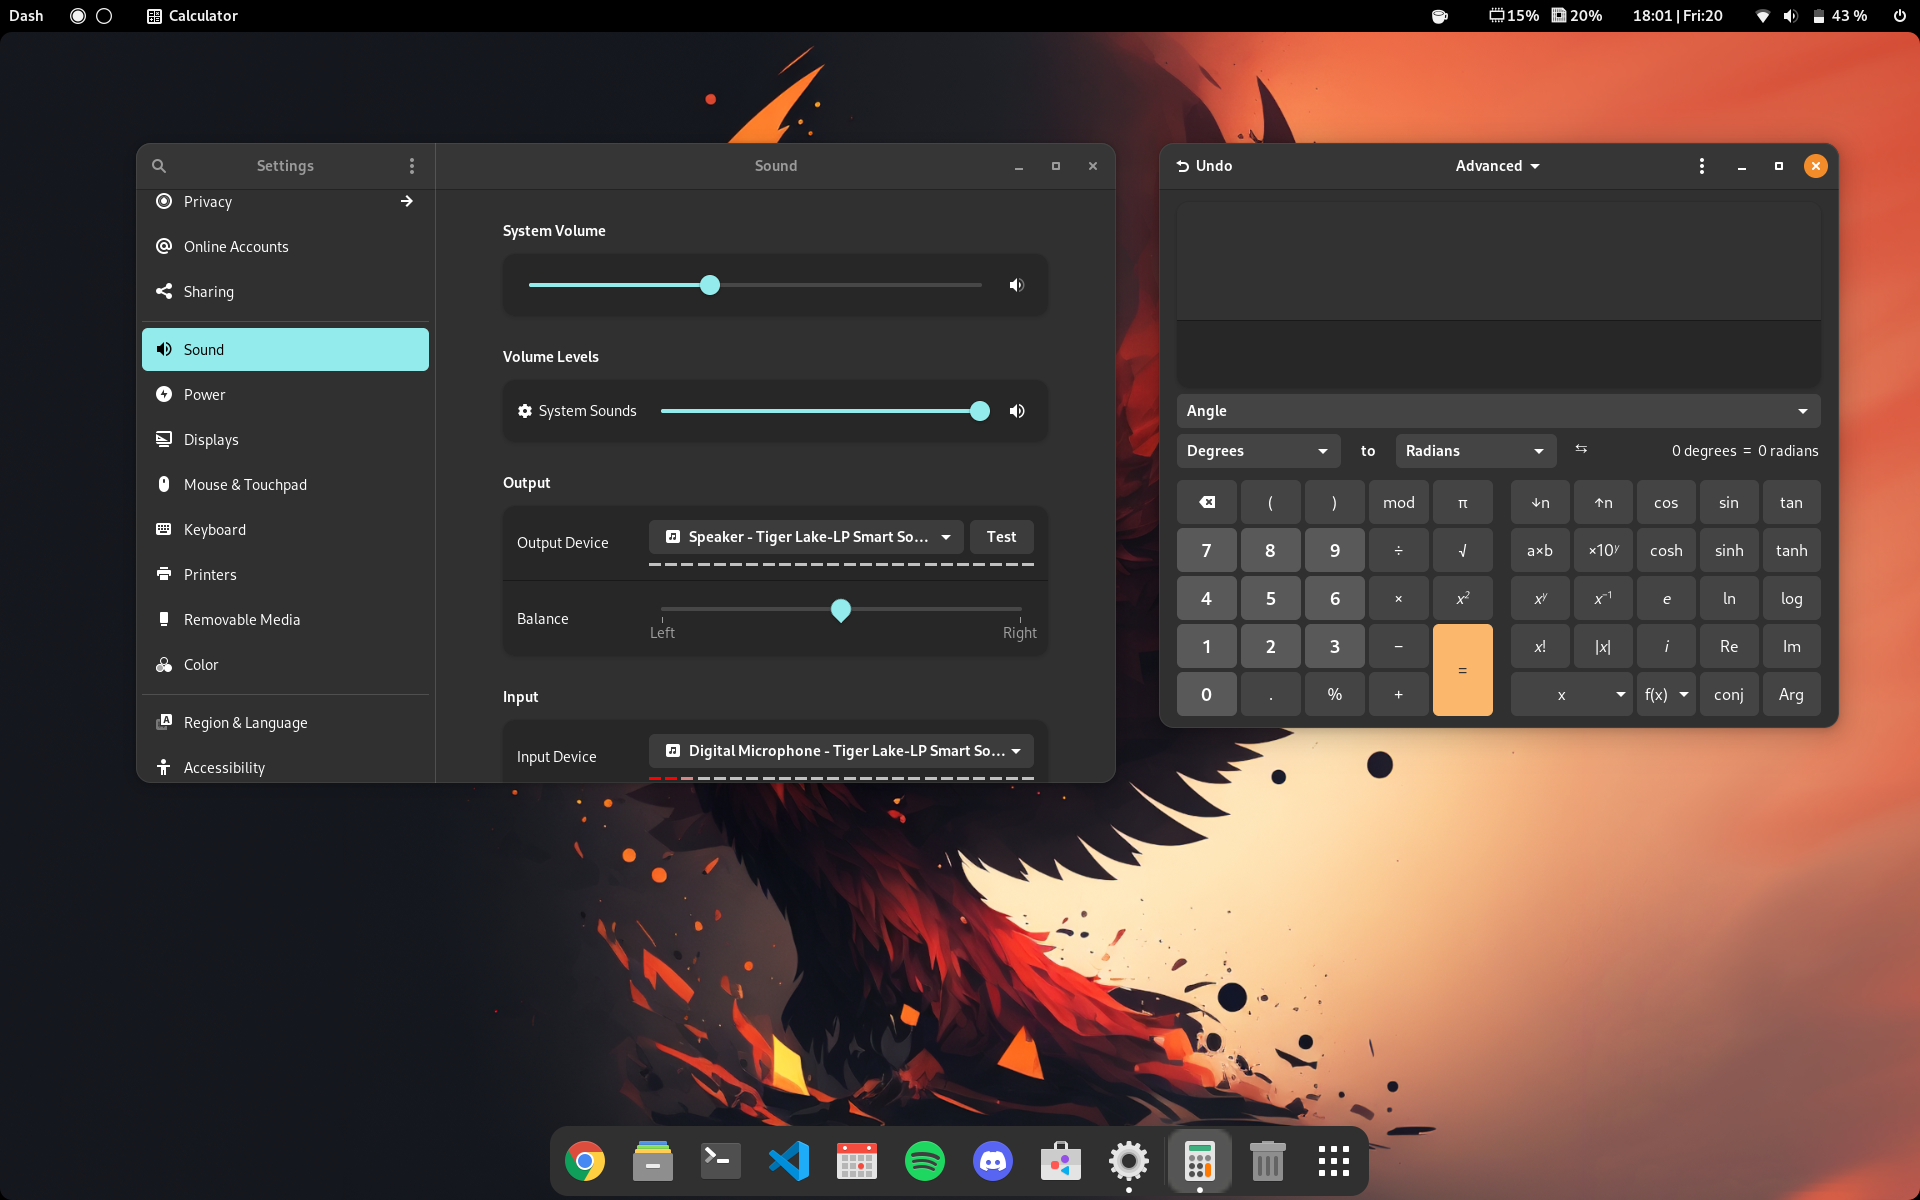 Dash
Calculator
15% 20%
18:01 | Fri:20
43 %
Settings
Privacy
Online Accounts
Sharing
Sound
Power
Displays
Mouse & Touchpad
Keyboard
Printers
Removable Media
Color
Region & Language
Accessibility
Sound
System Volume
Volume Levels
System Sounds
Output
Output Device
Speaker - Tiger Lake-LP Smart So...
Test
Balance
Left
Right
Input
Input Device
Digital Microphone - Tiger Lake-LP Smart So...
Undo
Advanced
Angle
Degrees
to
Radians
0 degrees = 0 radians
( ) mod π ↓n ↑n cos sin tan
7 8 9 ÷ √ a×b ×10ʸ cosh sinh tanh
4 5 6 × x² xʸ x⁻¹ e ln log
1 2 3 − = x! |x| i Re Im
0 . % + x f(x) conj Arg